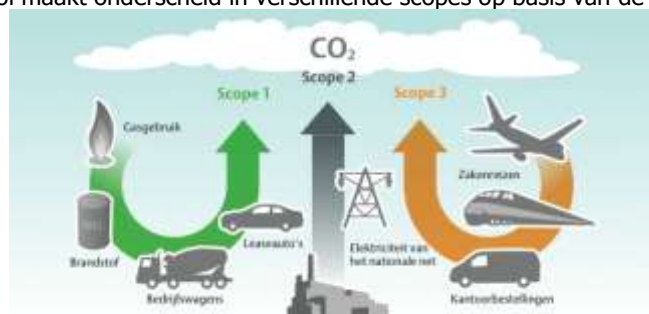 maakt onderscheid in verschillende scopes op basis van de
CO₂
Scope 1
Scope 2
Scope 3
Gasgebruik
Brandstof
Bedrijfswagens
Leaseauto's
Elektriciteit van
het nationale net
Zakenreizen
Kantoorbestellingen